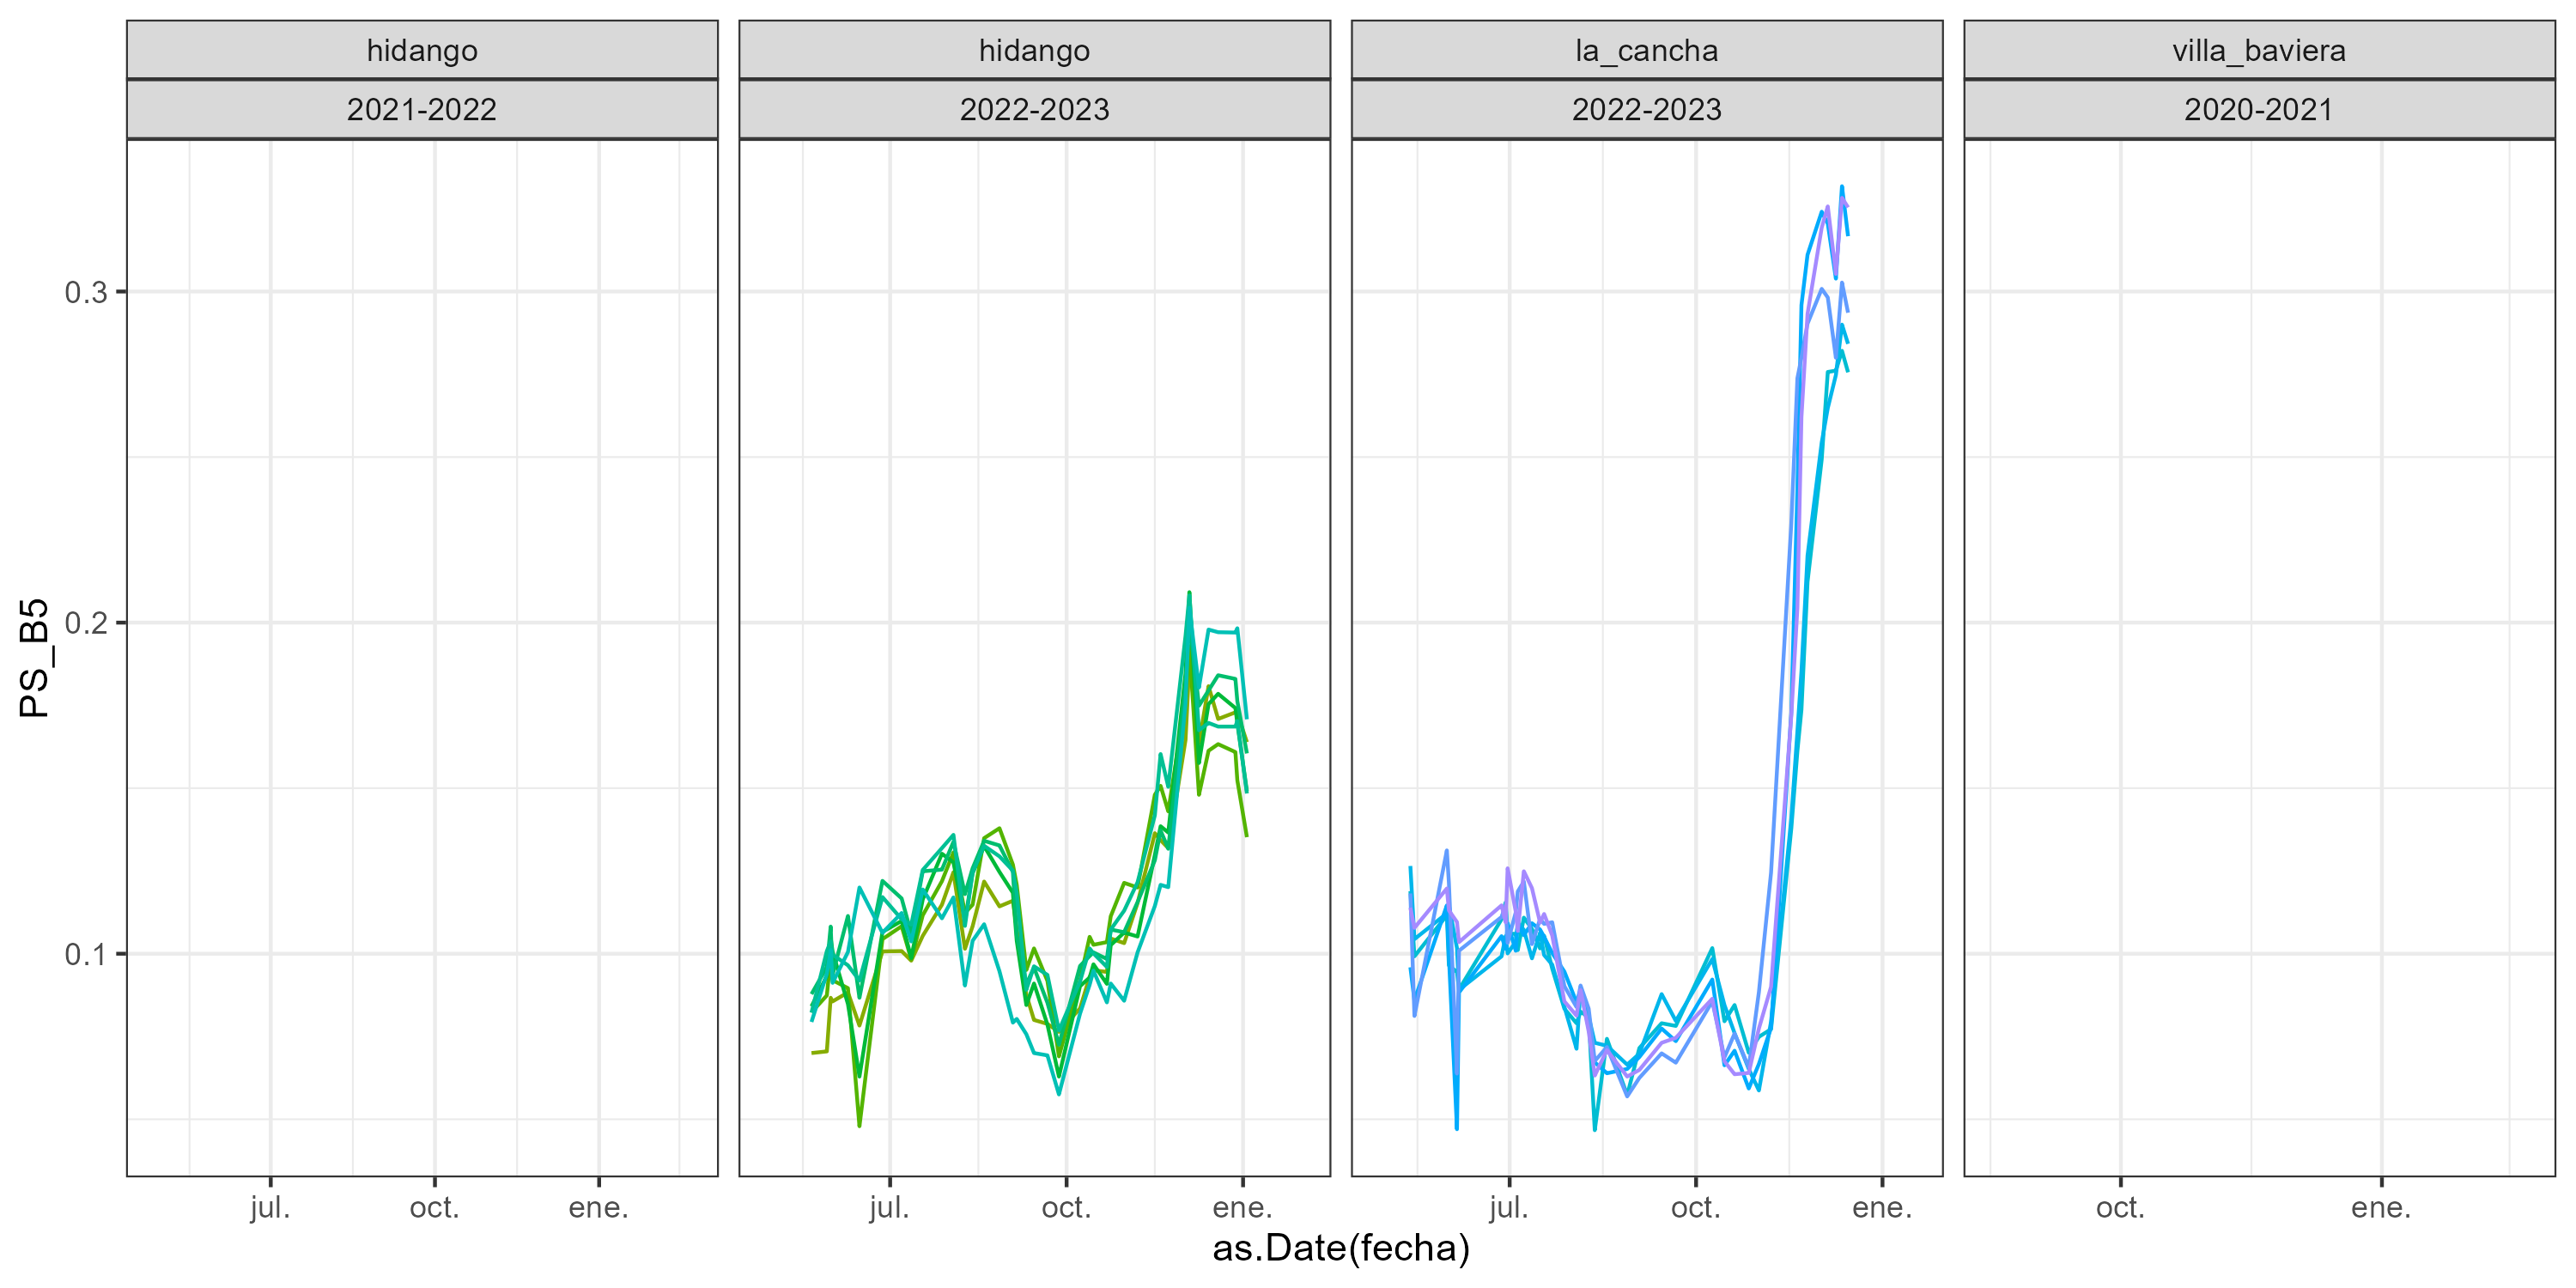 hidango
hidango
la_cancha
villa_baviera
2021-2022
2022-2023
2022-2023
2020-2021
PS_B5
0.3
0.2
0.1
jul.
oct.
ene.
jul.
oct.
ene.
jul.
oct.
ene.
oct.
ene.
as.Date(fecha)